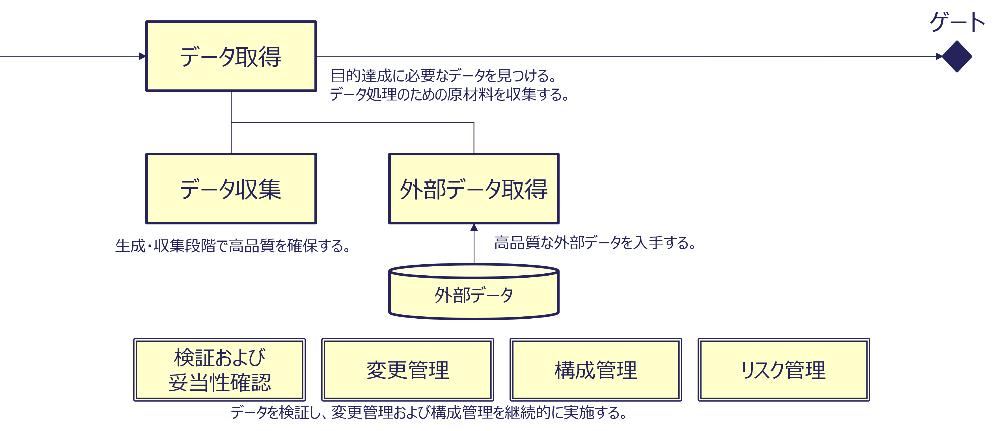 ゲート
データ取得
目的達成に必要なデータを見つける。
データ処理のための原材料を収集する。
データ収集
外部データ取得
生成・収集段階で高品質を確保する。
高品質な外部データを入手する。
外部データ
検証および
妥当性確認
変更管理
構成管理
リスク管理
データを検証し、変更管理および構成管理を継続的に実施する。